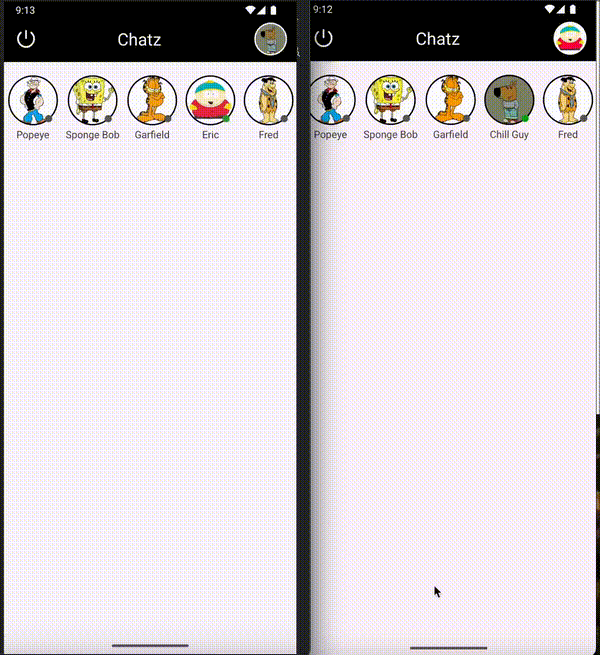 9:13
Chatz
Popeye Sponge Bob Garfield Eric Fred
9:12
Chatz
Popeye Sponge Bob Garfield Chill Guy Fred